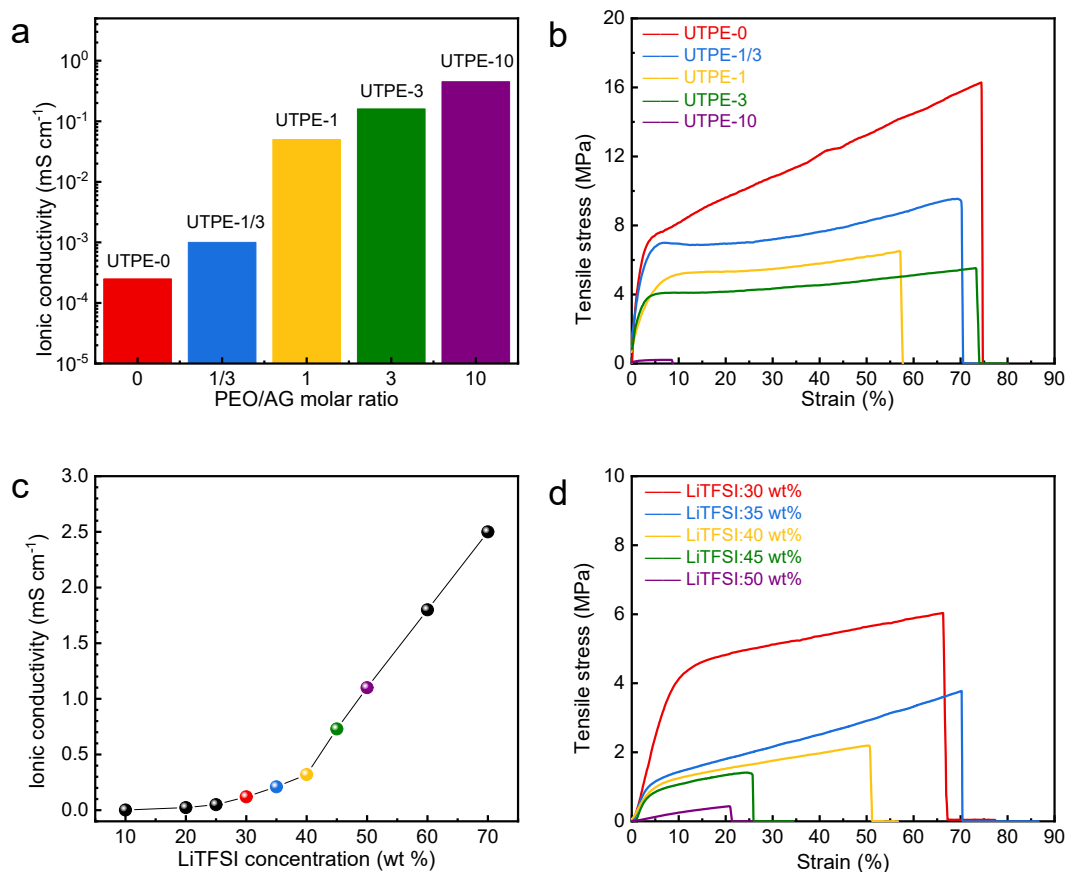 a
Ionic conductivity (mS cm⁻¹)
10⁰
10⁻¹
10⁻²
10⁻³
10⁻⁴
10⁻⁵
UTPE-0
UTPE-1/3
UTPE-1
UTPE-3
UTPE-10
0 1/3 1 3 10
PEO/AG molar ratio
b
Tensile stress (MPa)
20
16
12
8
4
0
UTPE-0
UTPE-1/3
UTPE-1
UTPE-3
UTPE-10
0 10 20 30 40 50 60 70 80 90
Strain (%)
c
Ionic conductivity (mS cm⁻¹)
3.0
2.5
2.0
1.5
1.0
0.5
0.0
10 20 30 40 50 60 70
LiTFSI concentration (wt %)
d
Tensile stress (MPa)
10
8
6
4
2
0
LiTFSI:30 wt%
LiTFSI:35 wt%
LiTFSI:40 wt%
LiTFSI:45 wt%
LiTFSI:50 wt%
0 10 20 30 40 50 60 70 80 90
Strain (%)